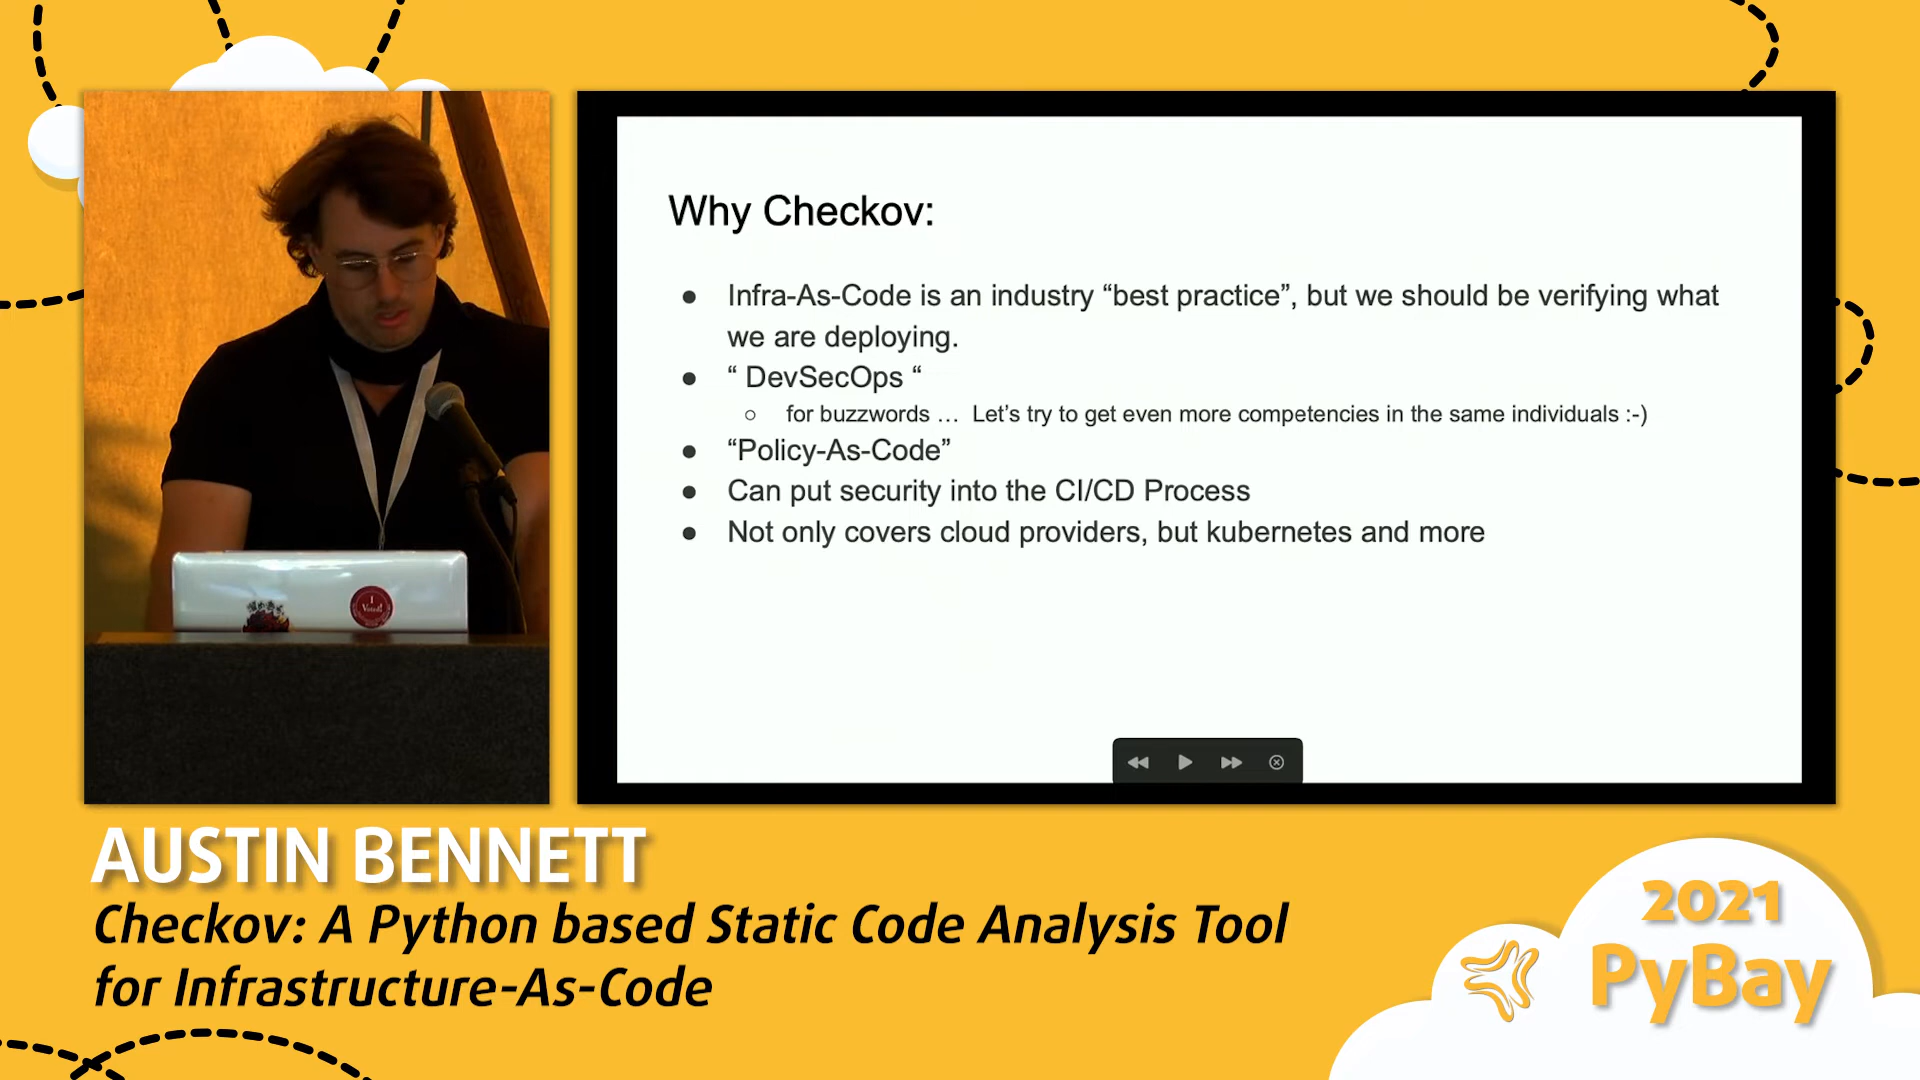 Why Checkov:
● Infra-As-Code is an industry “best practice”, but we should be verifying what
we are deploying.
● “ DevSecOps “
○ for buzzwords … Let’s try to get even more competencies in the same individuals :-)
● “Policy-As-Code”
● Can put security into the CI/CD Process
● Not only covers cloud providers, but kubernetes and more
I
Voted!
AUSTIN BENNETT
Checkov: A Python based Static Code Analysis Tool
for Infrastructure-As-Code
2021
PyBay